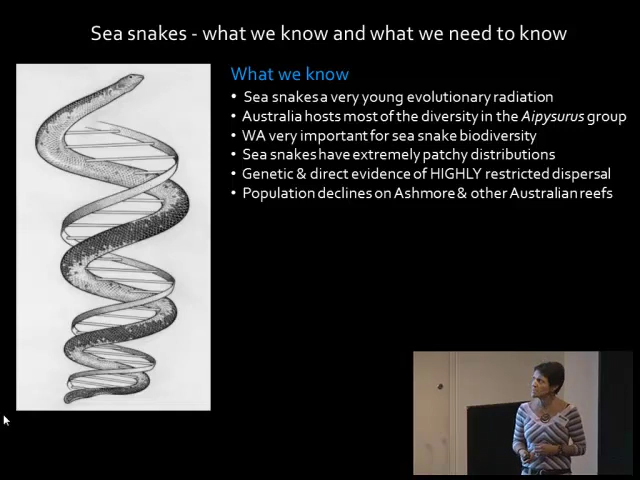 Sea snakes - what we know and what we need to know
What we know
• Sea snakes a very young evolutionary radiation
• Australia hosts most of the diversity in the Aipysurus group
• WA very important for sea snake biodiversity
• Sea snakes have extremely patchy distributions
• Genetic & direct evidence of HIGHLY restricted dispersal
• Population declines on Ashmore & other Australian reefs